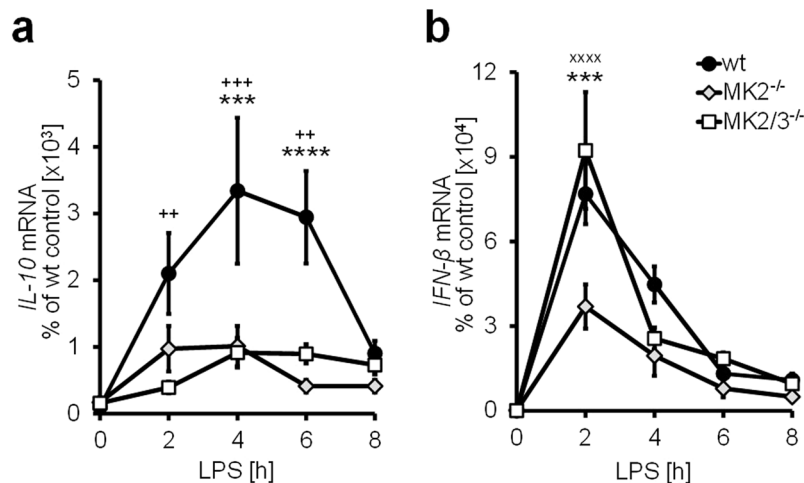 a
IL-10 mRNA
% of wt control [x10³]
5
4
3
2
1
0
++
+++
***
++
****
0 2 4 6 8
LPS [h]
b
IFN-β mRNA
% of wt control [x10⁴]
12
9
6
3
0
xxxx
***
wt
MK2⁻/⁻
MK2/3⁻/⁻
0 2 4 6 8
LPS [h]